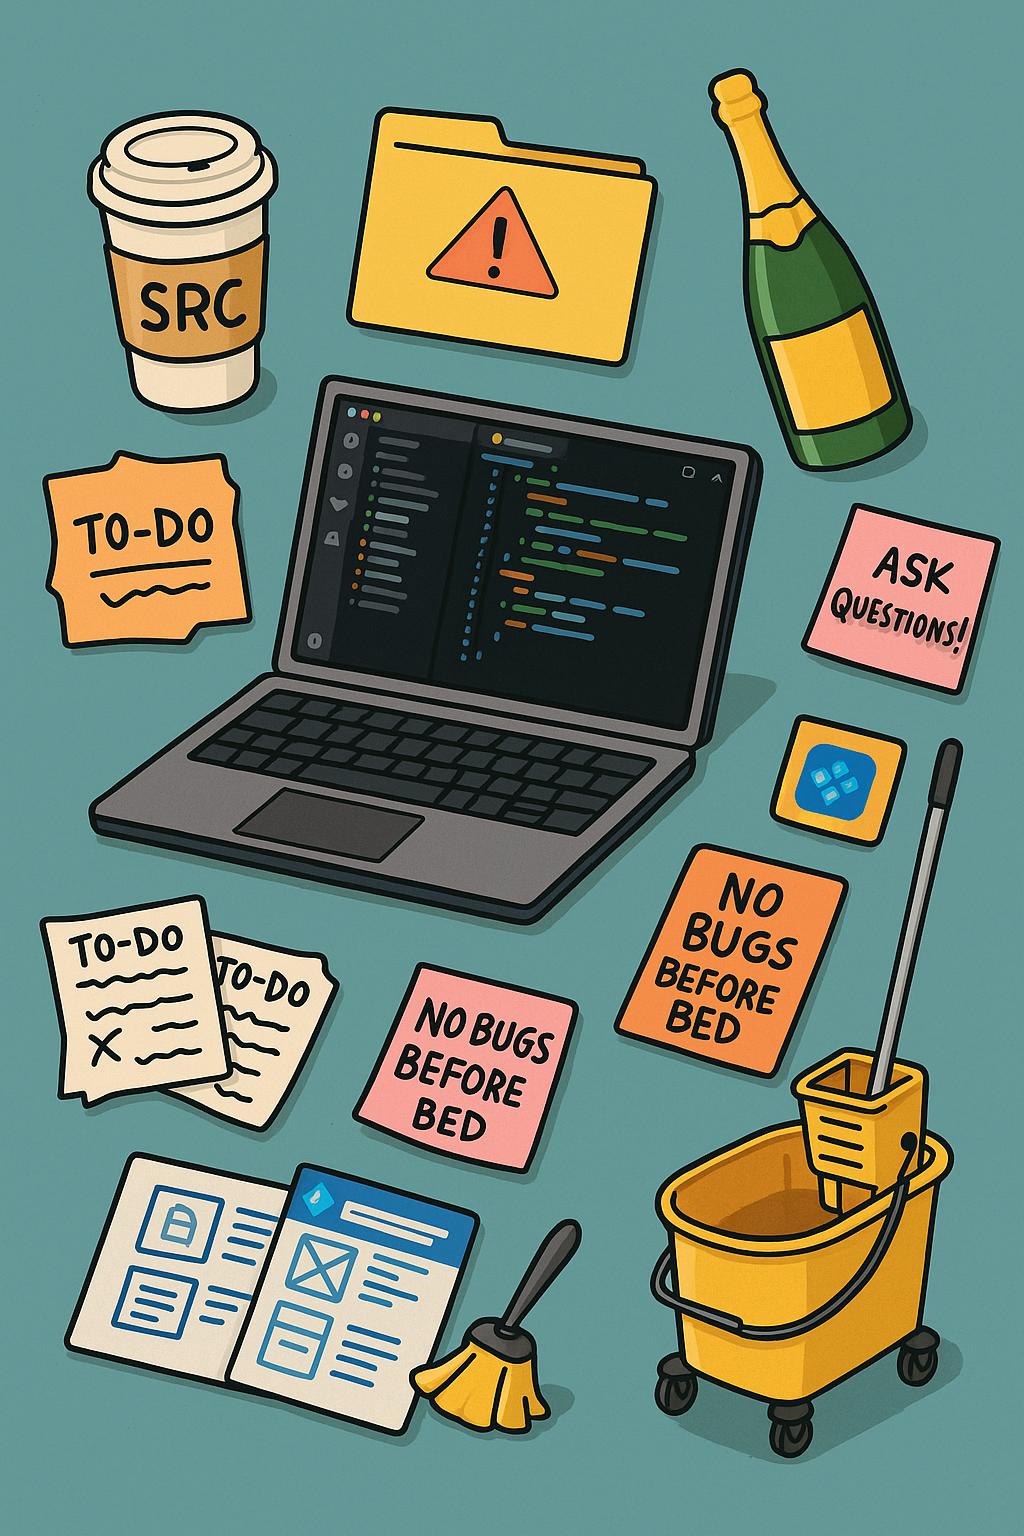 SRC
!
TO-DO
ASK
QUESTIONS!
NO
BUGS
BEFORE
BED
TO-DO
X
TO-DO
NO BUGS
BEFORE
BED